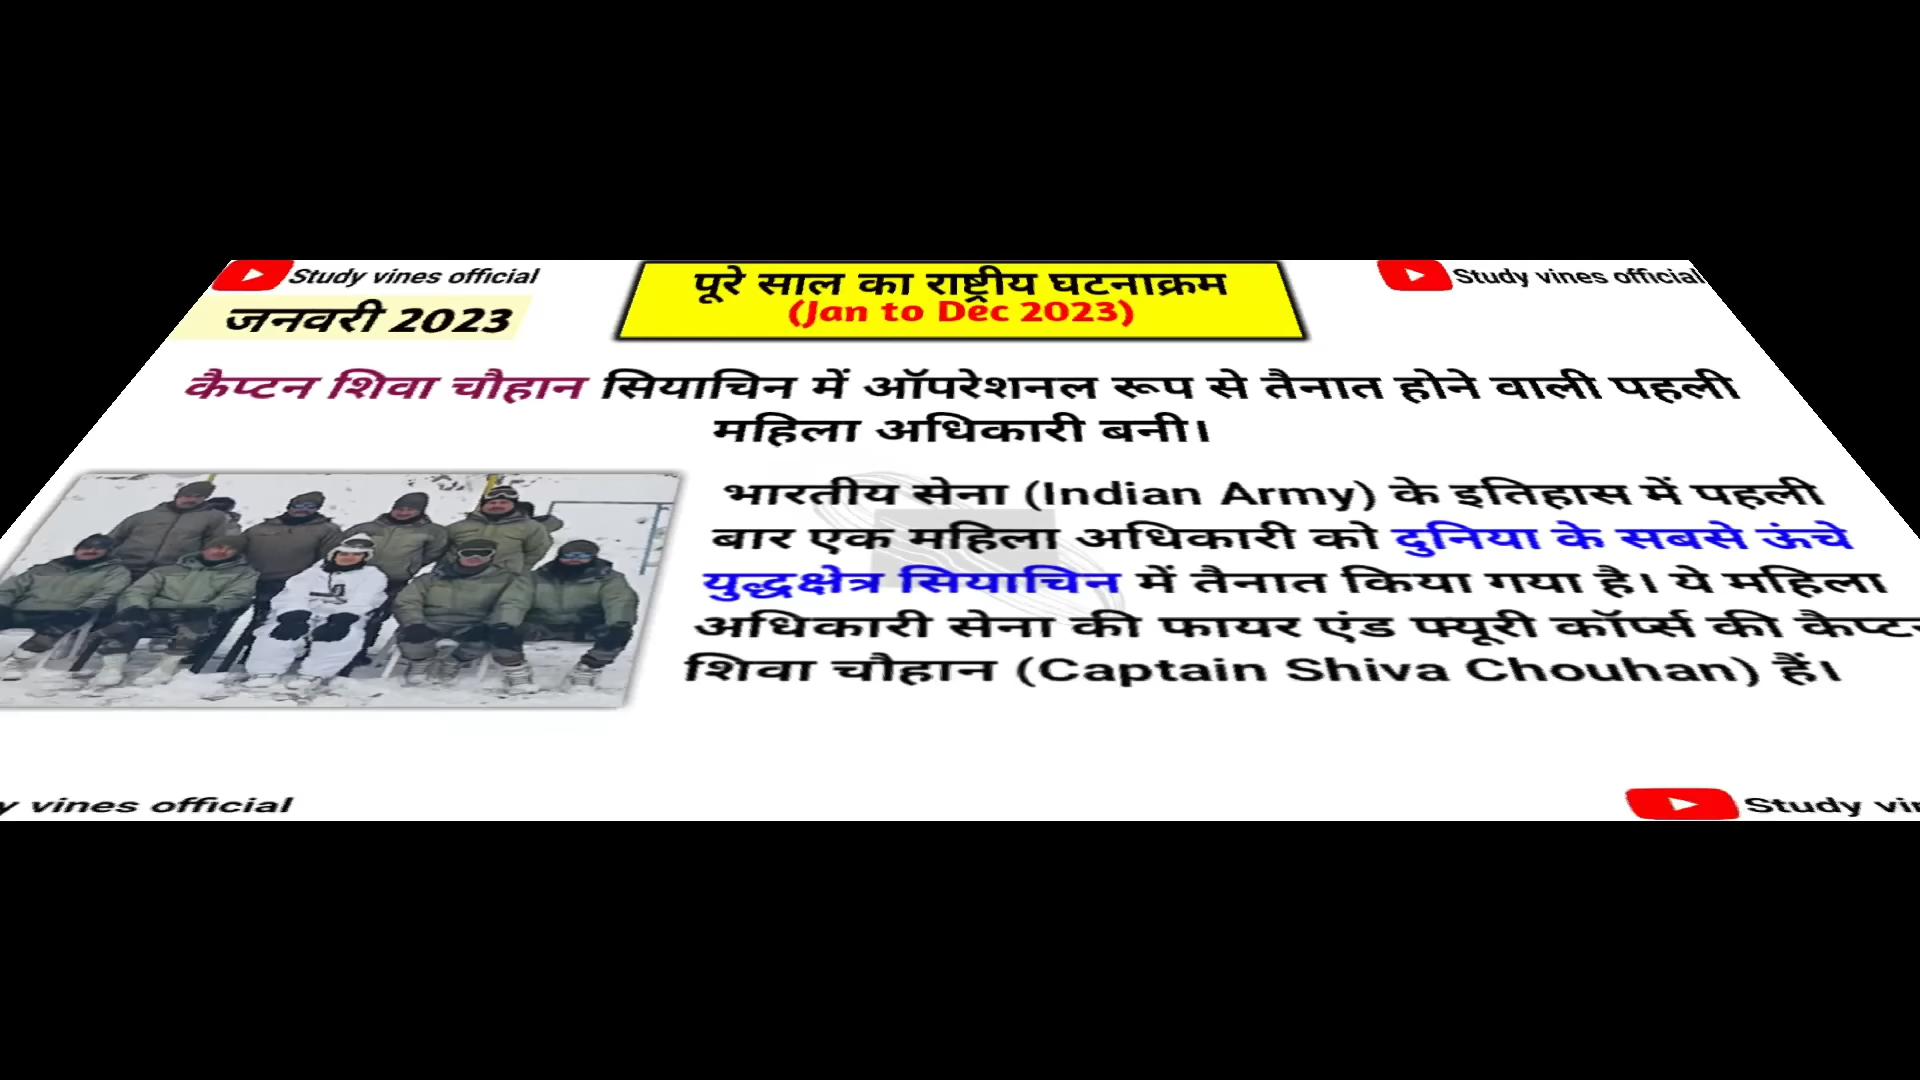 Study vines official
पूरे साल का राष्ट्रीय घटनाक्रम
(Jan to Dec 2023)
Study vines official
जनवरी 2023
कैप्टन शिवा चौहान सियाचिन में ऑपरेशनल रूप से तैनात होने वाली पहली
महिला अधिकारी बनी।
भारतीय सेना (Indian Army) के इतिहास में पहली
बार एक महिला अधिकारी को दुनिया के सबसे ऊंचे
युद्धक्षेत्र सियाचिन में तैनात किया गया है। ये महिला
अधिकारी सेना की फायर एंड फ्यूरी कॉर्प्स की कैप्टन
शिवा चौहान (Captain Shiva Chouhan) हैं।
vines official
Study